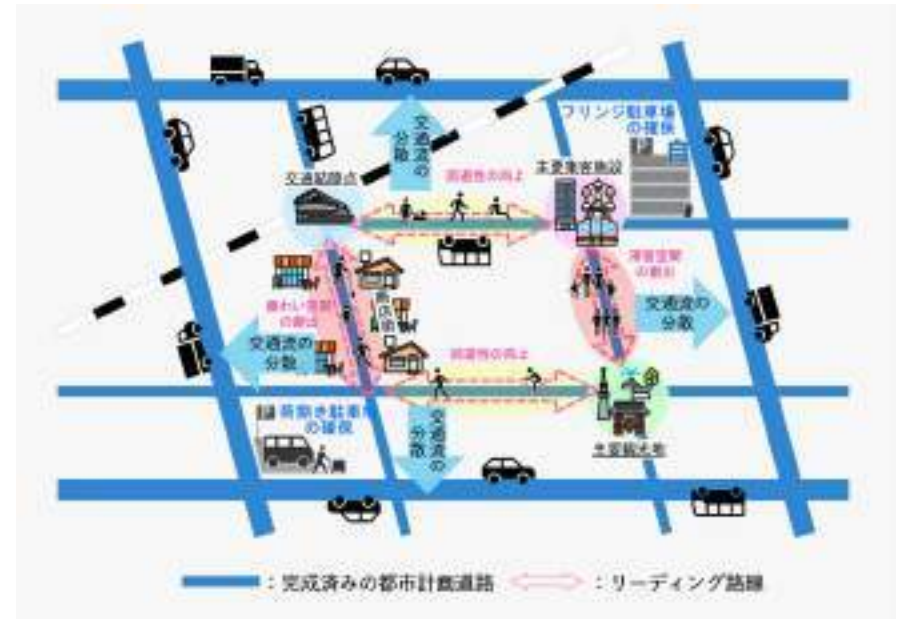 フリンジ駐車場
の確保
交通流の
分散
主要集客施設
交通結節点
回遊性の向上
滞留空間
の創出
賑わい空間
の創出
商店街
交通流の
分散
交通流の
分散
回遊性の向上
荷捌き駐車場
の確保
交通流の
分散
主要観光地
：完成済みの都市計画道路
：リーディング路線